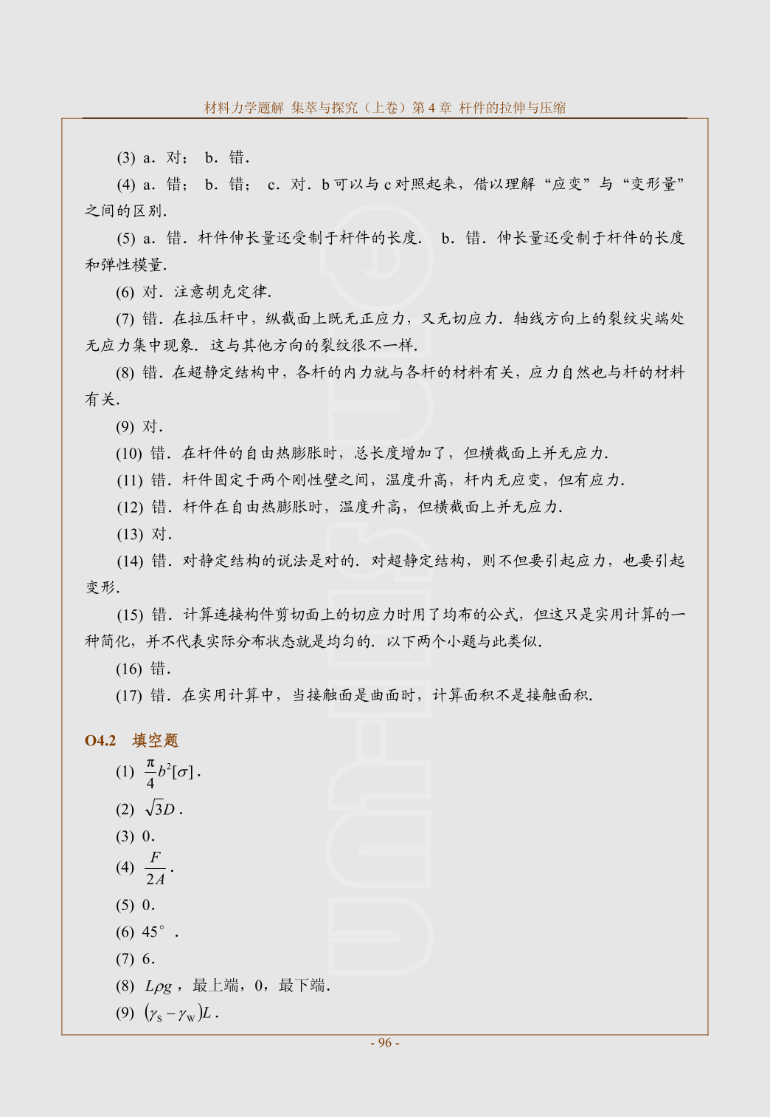 材料力学题解 集萃与探究（上卷）第 4 章 杆件的拉伸与压缩
(3) a．对； b．错．
(4) a．错； b．错； c．对．b 可以与 c 对照起来，借以理解“应变”与“变形量”
之间的区别．
(5) a．错．杆件伸长量还受制于杆件的长度． b．错．伸长量还受制于杆件的长度
和弹性模量．
(6) 对．注意胡克定律．
(7) 错．在拉压杆中，纵截面上既无正应力，又无切应力．轴线方向上的裂纹尖端处
无应力集中现象．这与其他方向的裂纹很不一样．
(8) 错．在超静定结构中，各杆的内力就与各杆的材料有关，应力自然也与杆的材料
有关．
(9) 对．
(10) 错．在杆件的自由热膨胀时，总长度增加了，但横截面上并无应力．
(11) 错．杆件固定于两个刚性壁之间，温度升高，杆内无应变，但有应力．
(12) 错．杆件在自由热膨胀时，温度升高，但横截面上并无应力．
(13) 对．
(14) 错．对静定结构的说法是对的．对超静定结构，则不但要引起应力，也要引起
变形．
(15) 错．计算连接构件剪切面上的切应力时用了均布的公式，但这只是实用计算的一
种简化，并不代表实际分布状态就是均匀的．以下两个小题与此类似．
(16) 错．
(17) 错．在实用计算中，当接触面是曲面时，计算面积不是接触面积．
O4.2 填空题
(1) π/4 b²[σ]．
(2) √3D．
(3) 0．
(4) F/2A．
(5) 0．
(6) 45°．
(7) 6．
(8) Lρg，最上端，0，最下端．
(9) (γ_S − γ_W)L．
- 96 -